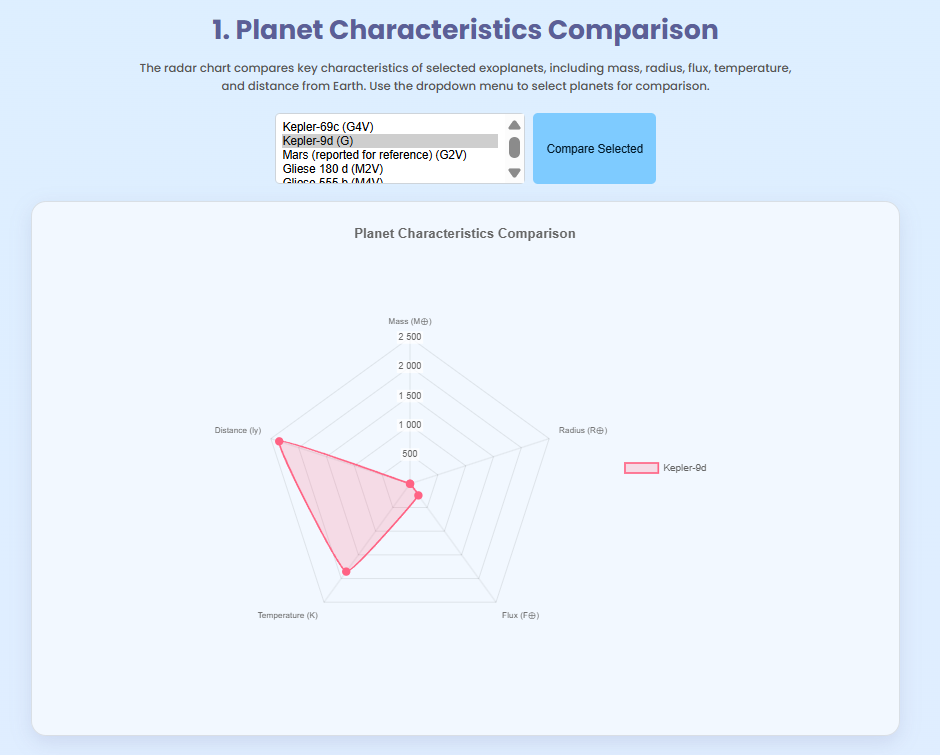 1. Planet Characteristics Comparison
The radar chart compares key characteristics of selected exoplanets, including mass, radius, flux, temperature,
and distance from Earth. Use the dropdown menu to select planets for comparison.
Kepler-69c (G4V)
Kepler-9d (G)
Mars (reported for reference) (G2V)
Gliese 180 d (M2V)
Gliese 555 b (M4V)
Compare Selected
Planet Characteristics Comparison
Mass (M⊕)
2 500
2 000
1 500
1 000
500
Distance (ly)
Radius (R⊕)
Kepler-9d
Temperature (K)
Flux (F⊕)